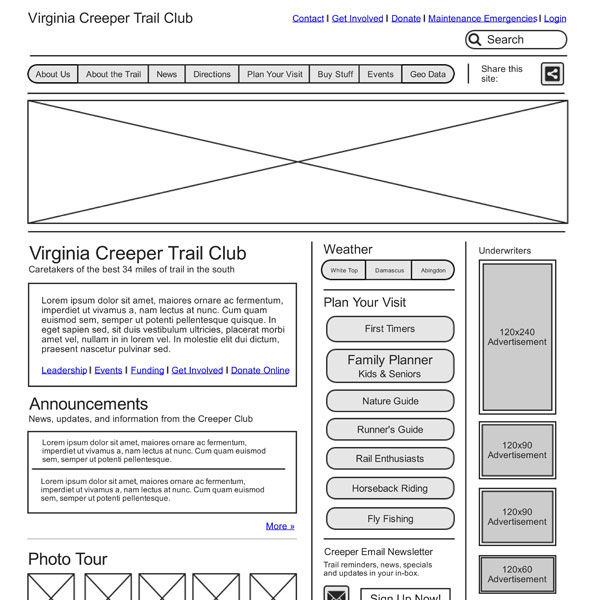 Virginia Creeper Trail Club
Contact | Get Involved | Donate | Maintenance Emergencies | Login
Search
About Us About the Trail News Directions Plan Your Visit Buy Stuff Events Geo Data
Share this
site:
Virginia Creeper Trail Club
Caretakers of the best 34 miles of trail in the south
Lorem ipsum dolor sit amet, maiores ornare ac fermentum,
imperdiet ut vivamus a, nam lectus at nunc. Quam euismod
sem, semper ut potenti pellentesque quisque. In
eget sapien sed, sit duis vestibulum ultricies, placerat morbi
amet vel, nullam in in lorem vel. In molestie elit dui dictum,
praesent nascetur pulvinar sed.
Leadership | Events | Funding | Get Involved | Donate Online
Announcements
News, updates, and information from the Creeper Club
Lorem ipsum dolor sit amet, maiores ornare ac fermentum,
imperdiet ut vivamus a, nam lectus at nunc. Quam euismod
sem, semper ut potenti pellentesque.
Lorem ipsum dolor sit amet, maiores ornare ac fermentum,
imperdiet ut vivamus a, nam lectus at nunc. Cum quam euismod
sem, semper ut potenti pellentesque.
More »
Photo Tour
Weather
White Top Damascus Abingdon
Plan Your Visit
First Timers
Family Planner
Kids & Seniors
Nature Guide
Runner's Guide
Rail Enthusiasts
Horseback Riding
Fly Fishing
Creeper Email Newsletter
Trail reminders, news, specials
and updates in your in-box.
Sign Up Now!
Underwriters
120x240
Advertisement
120x90
Advertisement
120x90
Advertisement
120x60
Advertisement